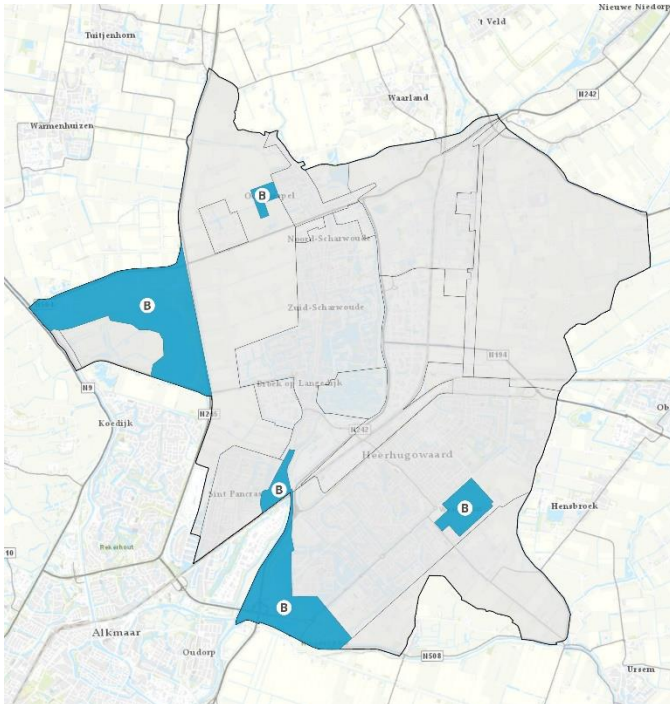 Nieuwe Niedorp
't Veld
Tuitjenhorn
N242
Waarland
Warmenhuizen
B
Noord-Scharwoude
B
Zuid-Scharwoude
N194
N9
Broek op Langedijk
N245
Koedijk
N242
Heerhugowaard
B
Sint Pancras
B
Hensbroek
10
Rekerhout
B
Alkmaar
Oudorp
N508
Ursem